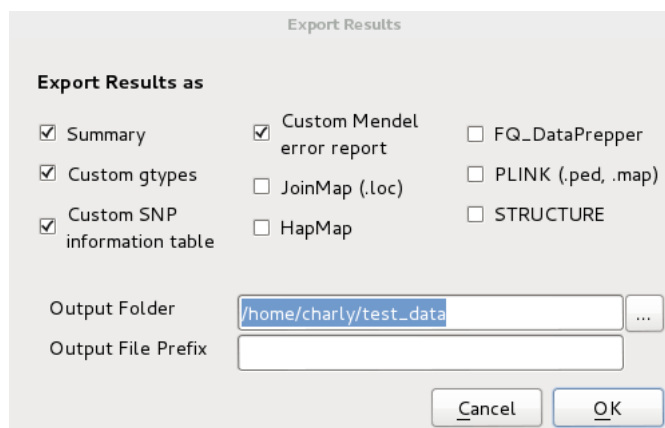 Export Results
Export Results as
Summary
Custom gtypes
Custom SNP
information table
Custom Mendel
error report
JoinMap (.loc)
HapMap
FQ_DataPrepper
PLINK (.ped, .map)
STRUCTURE
Output Folder
/home/charly/test_data
...
Output File Prefix
Cancel
OK